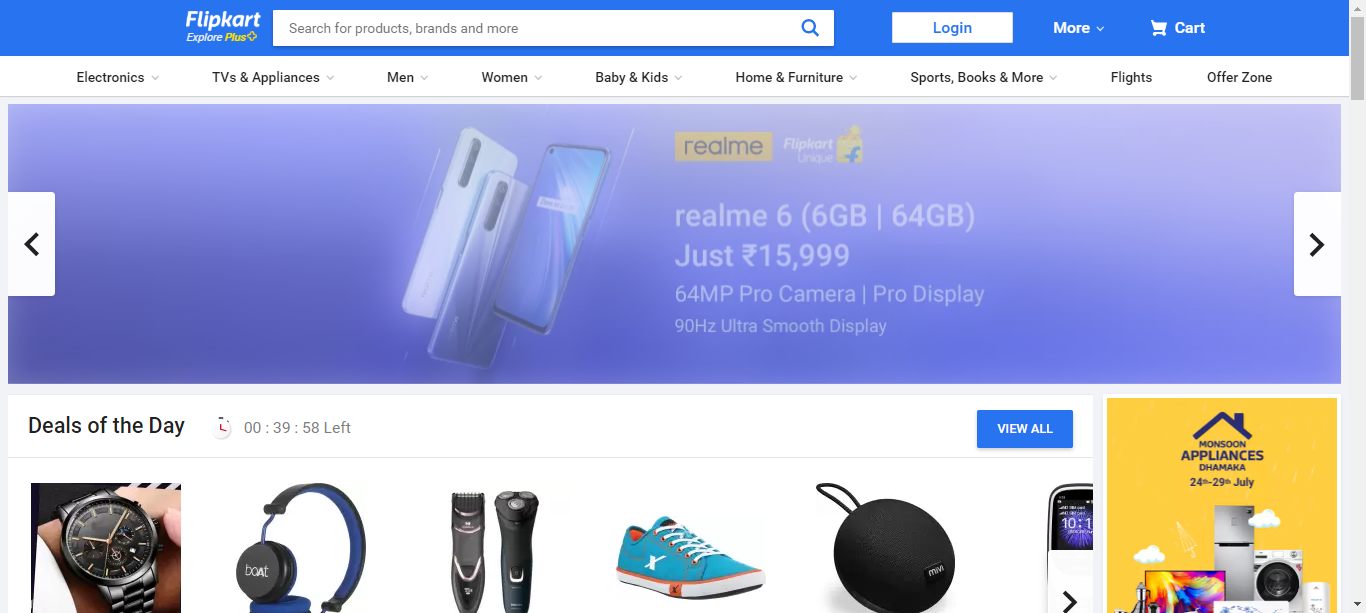 Flipkart
Explore Plus
Search for products, brands and more
Login
More
Cart
Electronics
TVs & Appliances
Men
Women
Baby & Kids
Home & Furniture
Sports, Books & More
Flights
Offer Zone
realme
Flipkart
Unique
realme 6 (6GB | 64GB)
Just ₹15,999
64MP Pro Camera | Pro Display
90Hz Ultra Smooth Display
Deals of the Day
00 : 39 : 58 Left
VIEW ALL
boAt
mivi
10:1
MONSOON
APPLIANCES
DHAMAKA
24th-29th July